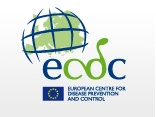 ecdc
EUROPEAN CENTRE FOR
DISEASE PREVENTION
AND CONTROL